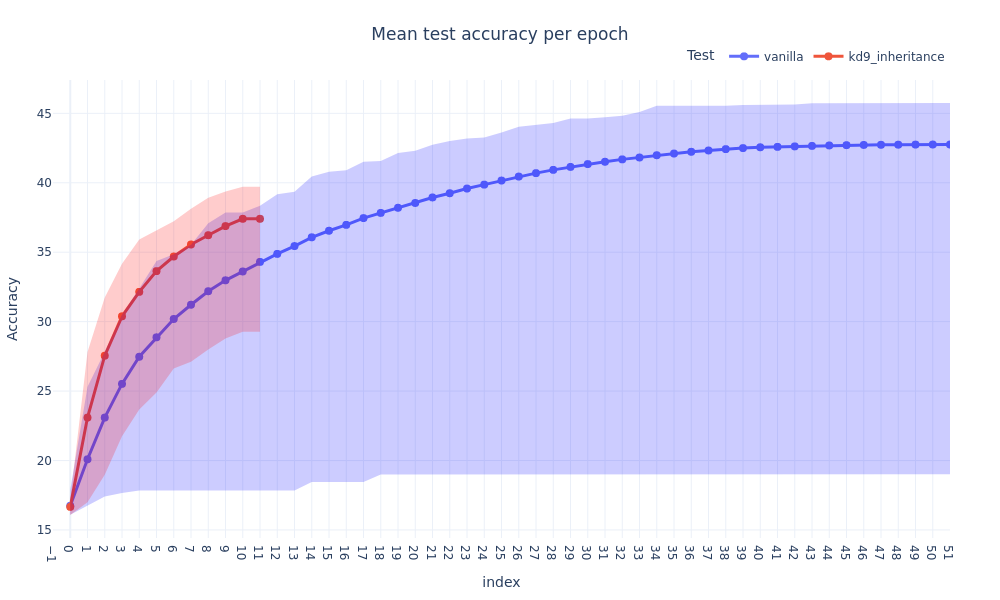 Mean test accuracy per epoch
Test vanilla kd9_inheritance
Accuracy
45
40
35
30
25
20
15
−1 0 1 2 3 4 5 6 7 8 9 10 11 12 13 14 15 16 17 18 19 20 21 22 23 24 25 26 27 28 29 30 31 32 33 34 35 36 37 38 39 40 41 42 43 44 45 46 47 48 49 50 51
index